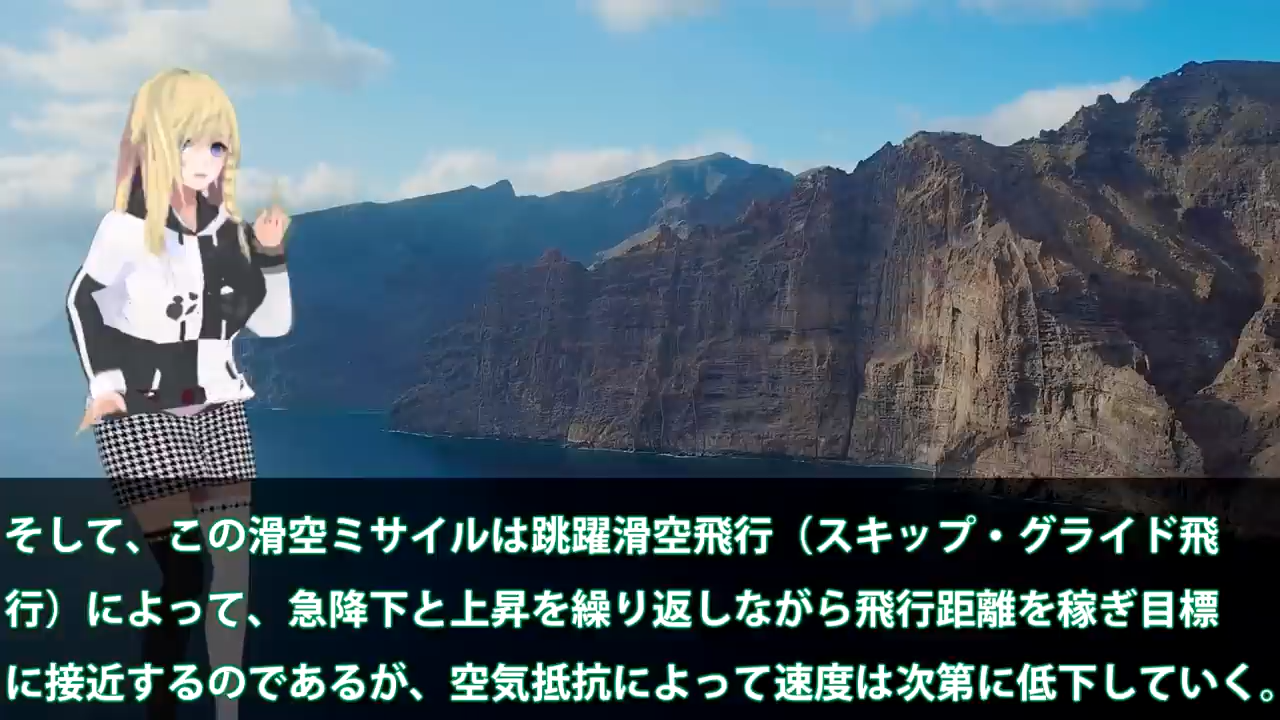 そして、この滑空ミサイルは跳躍滑空飛行（スキップ・グライド飛
行）によって、急降下と上昇を繰り返しながら飛行距離を稼ぎ目標
に接近するのであるが、空気抵抗によって速度は次第に低下していく。